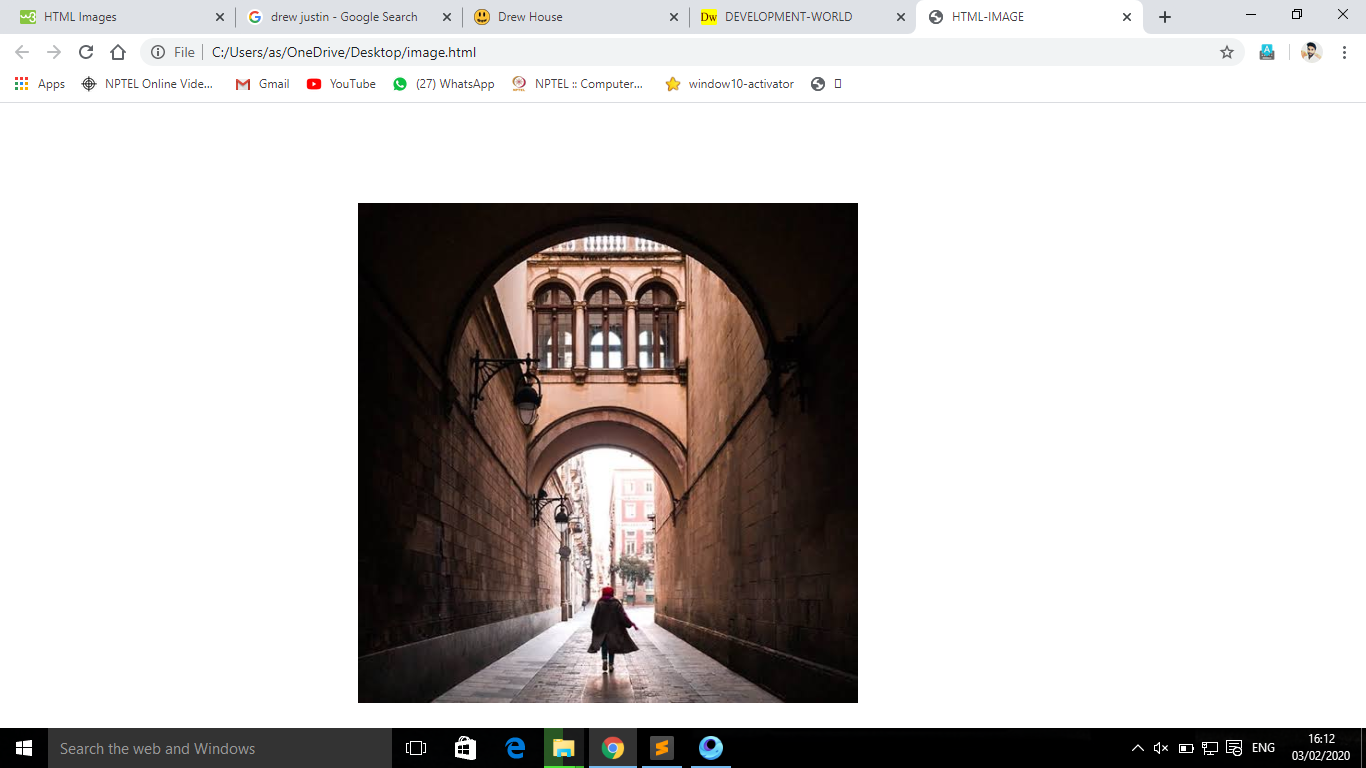 HTML Images
drew justin - Google Search
Drew House
Dw DEVELOPMENT-WORLD
HTML-IMAGE
File C:/Users/as/OneDrive/Desktop/image.html
Apps NPTEL Online Vide... Gmail YouTube (27) WhatsApp NPTEL :: Computer... window10-activator
Search the web and Windows
ENG
16:12
03/02/2020